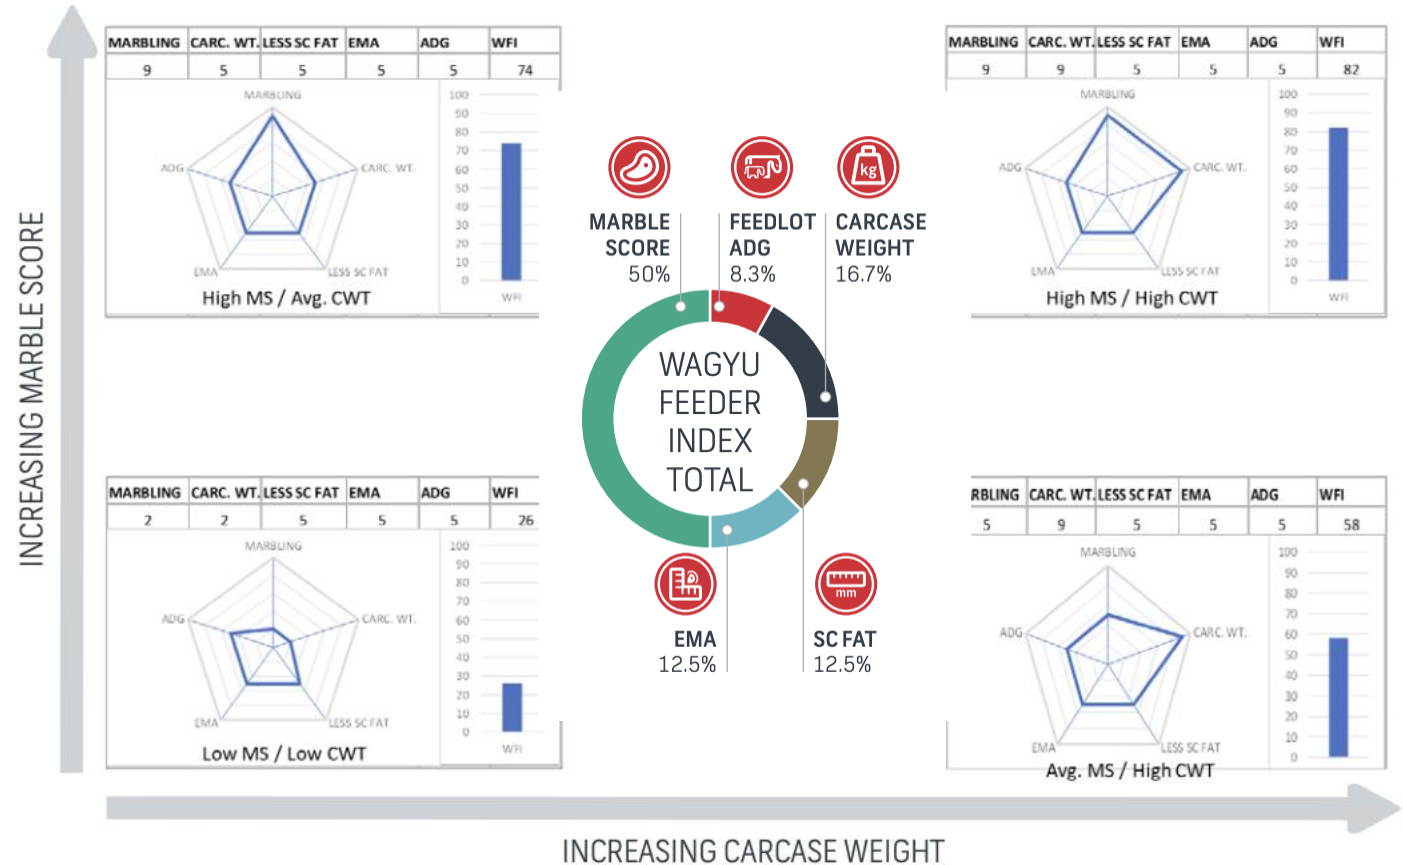 INCREASING MARBLE SCORE
MARBLING CARC. WT. LESS SC FAT EMA ADG WFI
9 5 5 5 5 74
MARBLING
CARC. WT.
LESS SC FAT
EMA
ADG
100
90
80
70
60
50
40
30
20
10
0
WFI
High MS / Avg. CWT
MARBLING CARC. WT. LESS SC FAT EMA ADG WFI
9 9 5 5 5 82
MARBLING
CARC. WT.
LESS SC FAT
EMA
ADG
100
90
80
70
60
50
40
30
20
10
0
WFI
High MS / High CWT
MARBLE
SCORE
50%
FEEDLOT
ADG
8.3%
kg
CARCASE
WEIGHT
16.7%
WAGYU
FEEDER
INDEX
TOTAL
EMA
12.5%
mm
SC FAT
12.5%
MARBLING CARC. WT. LESS SC FAT EMA ADG WFI
2 2 5 5 5 26
MARBLING
CARC. WT.
LESS SC FAT
EMA
ADG
100
90
80
70
60
50
40
30
20
10
0
WFI
Low MS / Low CWT
RBLING CARC. WT. LESS SC FAT EMA ADG WFI
5 9 5 5 5 58
MARBLING
CARC. WT.
LESS SC FAT
EMA
ADG
100
90
80
70
60
50
40
30
20
10
0
Avg. MS / High CWT
INCREASING CARCASE WEIGHT